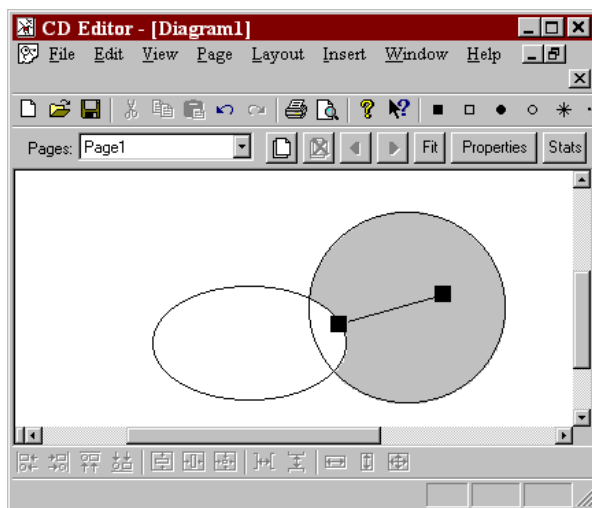 CD Editor - [Diagram1]
File Edit View Page Layout Insert Window Help
Pages: Page1 Fit Properties Stats